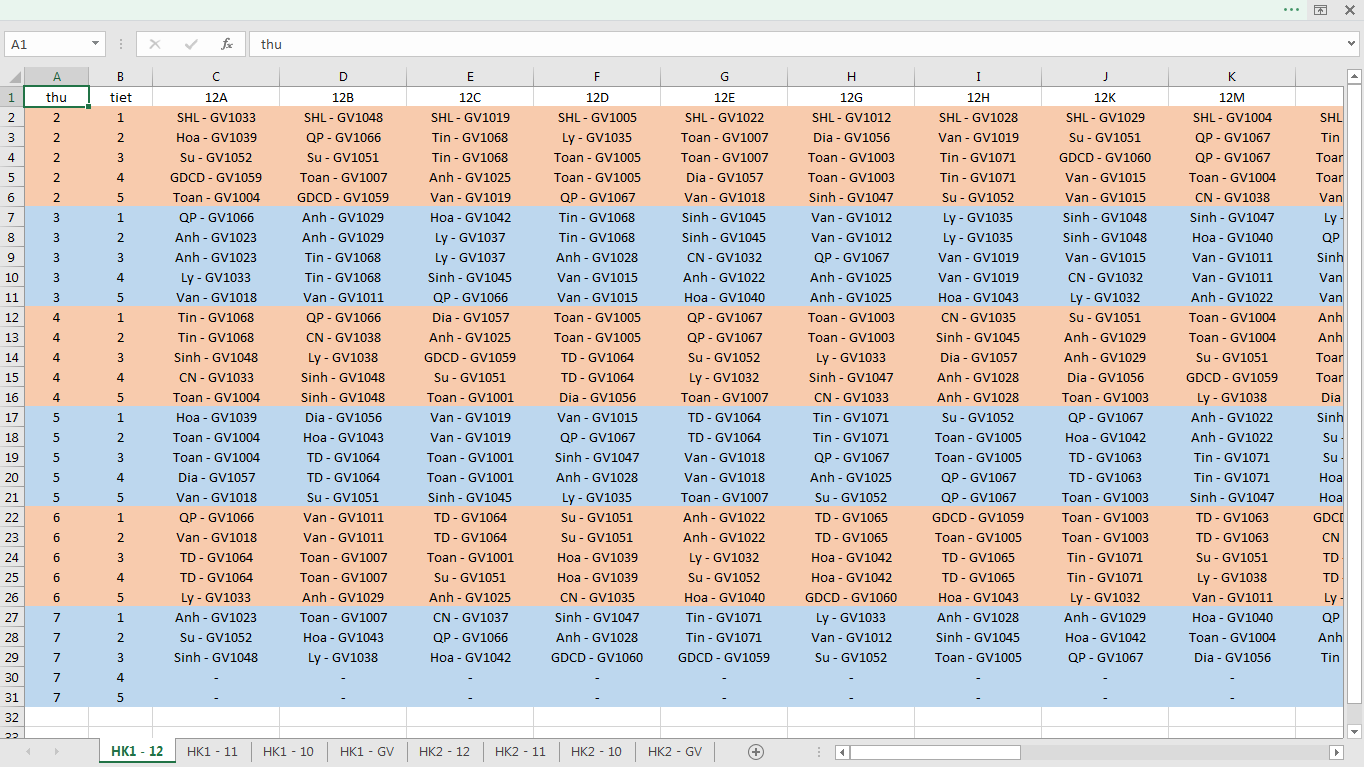 A1 fx thu
A B C D E F G H I J K
1 thu tiet 12A 12B 12C 12D 12E 12G 12H 12K 12M
2 2 1 SHL - GV1033 SHL - GV1048 SHL - GV1019 SHL - GV1005 SHL - GV1022 SHL - GV1012 SHL - GV1028 SHL - GV1029 SHL - GV1004 SHL
3 2 2 Hoa - GV1039 QP - GV1066 Tin - GV1068 Ly - GV1035 Toan - GV1007 Dia - GV1056 Van - GV1019 Su - GV1051 QP - GV1067 Tin
4 2 3 Su - GV1052 Su - GV1051 Tin - GV1068 Toan - GV1005 Toan - GV1007 Toan - GV1003 Tin - GV1071 GDCD - GV1060 QP - GV1067 Toan
5 2 4 GDCD - GV1059 Toan - GV1007 Anh - GV1025 Toan - GV1005 Dia - GV1057 Toan - GV1003 Tin - GV1071 Van - GV1015 Toan - GV1004 Toan
6 2 5 Toan - GV1004 GDCD - GV1059 Van - GV1019 QP - GV1067 Van - GV1018 Sinh - GV1047 Su - GV1052 Van - GV1015 CN - GV1038 Van
7 3 1 QP - GV1066 Anh - GV1029 Hoa - GV1042 Tin - GV1068 Sinh - GV1045 Van - GV1012 Ly - GV1035 Sinh - GV1048 Sinh - GV1047 Ly -
8 3 2 Anh - GV1023 Anh - GV1029 Ly - GV1037 Tin - GV1068 Sinh - GV1045 Van - GV1012 Ly - GV1035 Sinh - GV1048 Hoa - GV1040 QP
9 3 3 Anh - GV1023 Tin - GV1068 Ly - GV1037 Anh - GV1028 CN - GV1032 QP - GV1067 Van - GV1019 Van - GV1015 Van - GV1011 Sinh
10 3 4 Ly - GV1033 Tin - GV1068 Sinh - GV1045 Van - GV1015 Anh - GV1022 Anh - GV1025 Van - GV1019 CN - GV1032 Van - GV1011 Van
11 3 5 Van - GV1018 Van - GV1011 QP - GV1066 Van - GV1015 Hoa - GV1040 Anh - GV1025 Hoa - GV1043 Ly - GV1032 Anh - GV1022 Van
12 4 1 Tin - GV1068 QP - GV1066 Dia - GV1057 Toan - GV1005 QP - GV1067 Toan - GV1003 CN - GV1035 Su - GV1051 Toan - GV1004 Anh
13 4 2 Tin - GV1068 CN - GV1038 Anh - GV1025 Toan - GV1005 QP - GV1067 Toan - GV1003 Sinh - GV1045 Anh - GV1029 Toan - GV1004 Anh
14 4 3 Sinh - GV1048 Ly - GV1038 GDCD - GV1059 TD - GV1064 Su - GV1052 Ly - GV1033 Dia - GV1057 Anh - GV1029 Su - GV1051 Toan
15 4 4 CN - GV1033 Sinh - GV1048 Su - GV1051 TD - GV1064 Ly - GV1032 Sinh - GV1047 Anh - GV1028 Dia - GV1056 GDCD - GV1059 Toan
16 4 5 Toan - GV1004 Sinh - GV1048 Toan - GV1001 Dia - GV1056 Toan - GV1007 CN - GV1033 Anh - GV1028 Toan - GV1003 Ly - GV1038 Dia
17 5 1 Hoa - GV1039 Dia - GV1056 Van - GV1019 Van - GV1015 TD - GV1064 Tin - GV1071 Su - GV1052 QP - GV1067 Anh - GV1022 Sinh
18 5 2 Toan - GV1004 Hoa - GV1043 Van - GV1019 QP - GV1067 TD - GV1064 Tin - GV1071 Toan - GV1005 Hoa - GV1042 Anh - GV1022 Su -
19 5 3 Toan - GV1004 TD - GV1064 Toan - GV1001 Sinh - GV1047 Van - GV1018 QP - GV1067 Toan - GV1005 TD - GV1063 Tin - GV1071 Su -
20 5 4 Dia - GV1057 TD - GV1064 Toan - GV1001 Anh - GV1028 Van - GV1018 Anh - GV1025 QP - GV1067 TD - GV1063 Tin - GV1071 Hoa
21 5 5 Van - GV1018 Su - GV1051 Sinh - GV1045 Ly - GV1035 Toan - GV1007 Su - GV1052 QP - GV1067 Toan - GV1003 Sinh - GV1047 Hoa
22 6 1 QP - GV1066 Van - GV1011 TD - GV1064 Su - GV1051 Anh - GV1022 TD - GV1065 GDCD - GV1059 Toan - GV1003 TD - GV1063 GDCD
23 6 2 Van - GV1018 Van - GV1011 TD - GV1064 Su - GV1051 Anh - GV1022 TD - GV1065 Toan - GV1005 Toan - GV1003 TD - GV1063 CN
24 6 3 TD - GV1064 Toan - GV1007 Toan - GV1001 Hoa - GV1039 Ly - GV1032 Hoa - GV1042 TD - GV1065 Tin - GV1071 Su - GV1051 TD
25 6 4 TD - GV1064 Toan - GV1007 Su - GV1051 Hoa - GV1039 Su - GV1052 Hoa - GV1042 TD - GV1065 Tin - GV1071 Ly - GV1038 TD
26 6 5 Ly - GV1033 Anh - GV1029 Anh - GV1025 CN - GV1035 Hoa - GV1040 GDCD - GV1060 Hoa - GV1043 Ly - GV1032 Van - GV1011 Ly -
27 7 1 Anh - GV1023 Toan - GV1007 CN - GV1037 Sinh - GV1047 Tin - GV1071 Ly - GV1033 Anh - GV1028 Anh - GV1029 Hoa - GV1040 QP
28 7 2 Su - GV1052 Hoa - GV1043 QP - GV1066 Anh - GV1028 Tin - GV1071 Van - GV1012 Sinh - GV1045 Hoa - GV1042 Toan - GV1004 Anh
29 7 3 Sinh - GV1048 Ly - GV1038 Hoa - GV1042 GDCD - GV1060 GDCD - GV1059 Su - GV1052 Toan - GV1005 QP - GV1067 Dia - GV1056 Tin
30 7 4 - - - - - - - - -
31 7 5 - - - - - - - - -
32
33
HK1 - 12 HK1 - 11 HK1 - 10 HK1 - GV HK2 - 12 HK2 - 11 HK2 - 10 HK2 - GV